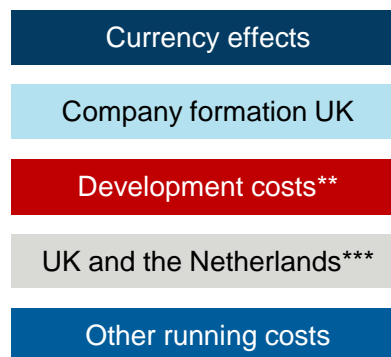 Currency effects
Company formation UK
Development costs**
UK and the Netherlands***
Other running costs